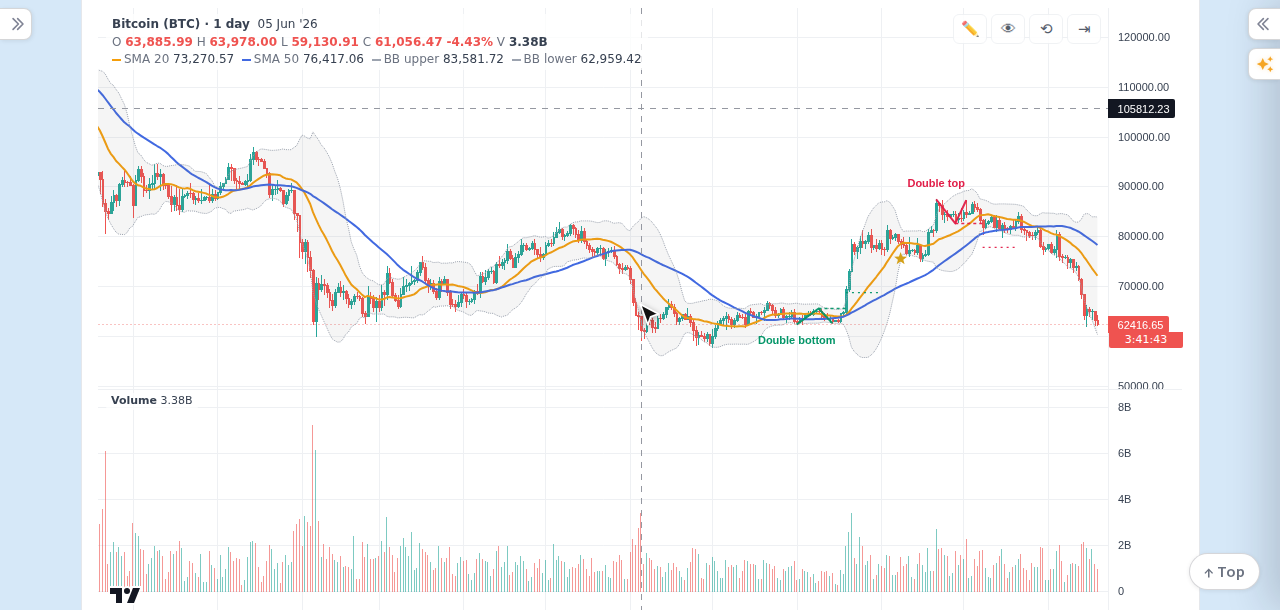 Bitcoin (BTC) · 1 day 05 Jun '26
O 63,885.99 H 63,978.00 L 59,130.91 C 61,056.47 -4.43% V 3.38B
SMA 20 73,270.57 SMA 50 76,417.06 BB upper 83,581.72 BB lower 62,959.42
120000.00
110000.00
105812.23
100000.00
90000.00
Double top
80000.00
70000.00
62416.65
3:41:43
Double bottom
50000.00
Volume 3.38B
8B
6B
4B
2B
0
↑ Top